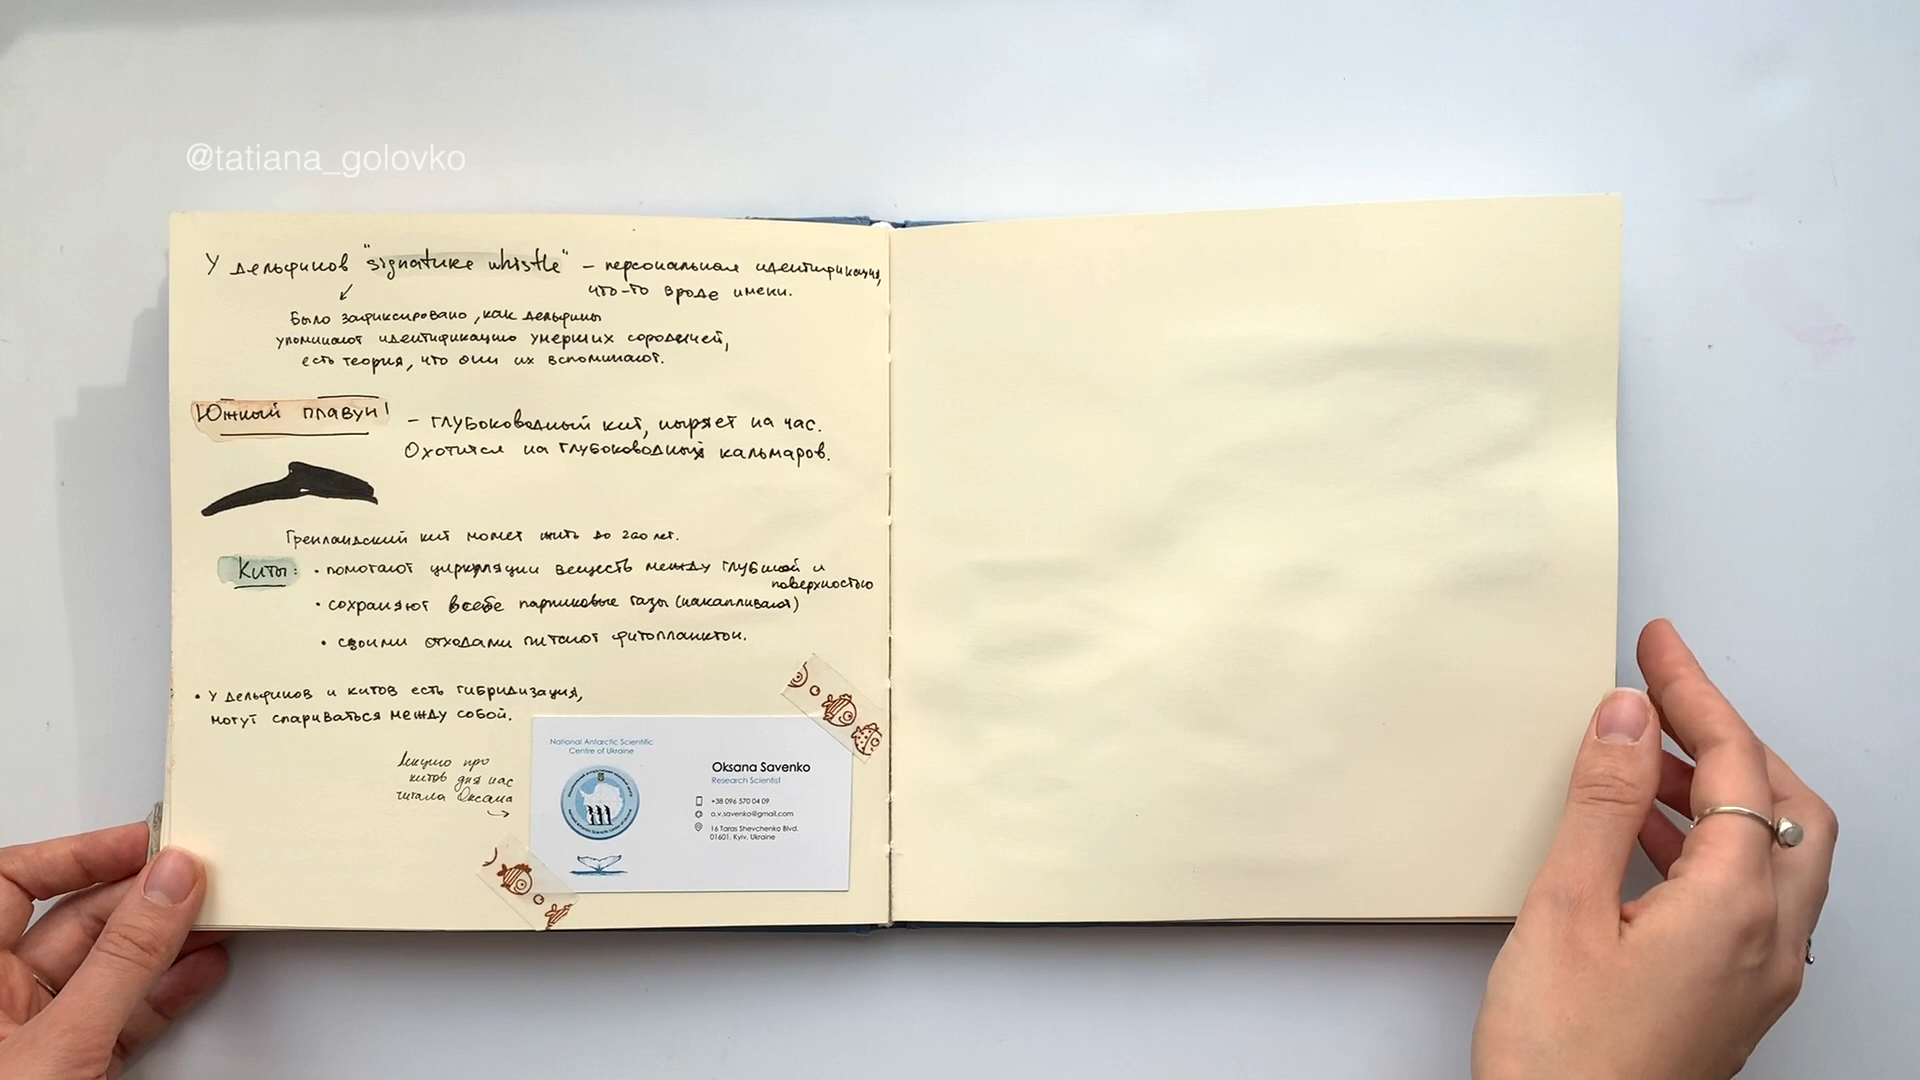 @tatiana_golovko
У дельфинов "signature whistle" – персональная идентификация,
что-то вроде имени.
Было зафиксировано, как дельфины
упоминают идентификацию умерших сородичей,
есть теория, что они их вспоминают.
Южный плавун
– глубоководный кит, ныряет на час.
Охотится на глубоководных кальмаров.
Гренландский кит может жить до 200 лет.
Киты:
• помогают циркуляции веществ между глубиной и
поверхностью
• сохраняют в себе парниковые газы (накапливают)
• своими отходами питают фитопланктон.
• У дельфинов и китов есть гибридизация,
могут спариваться между собой.
Лекцию про
китов для нас
читала Оксана
National Antarctic Scientific
Centre of Ukraine
Oksana Savenko
Research Scientist
+38 096 570 04 09
o.v.savenko@gmail.com
16 Taras Shevchenko Blvd.
01601, Kyiv, Ukraine